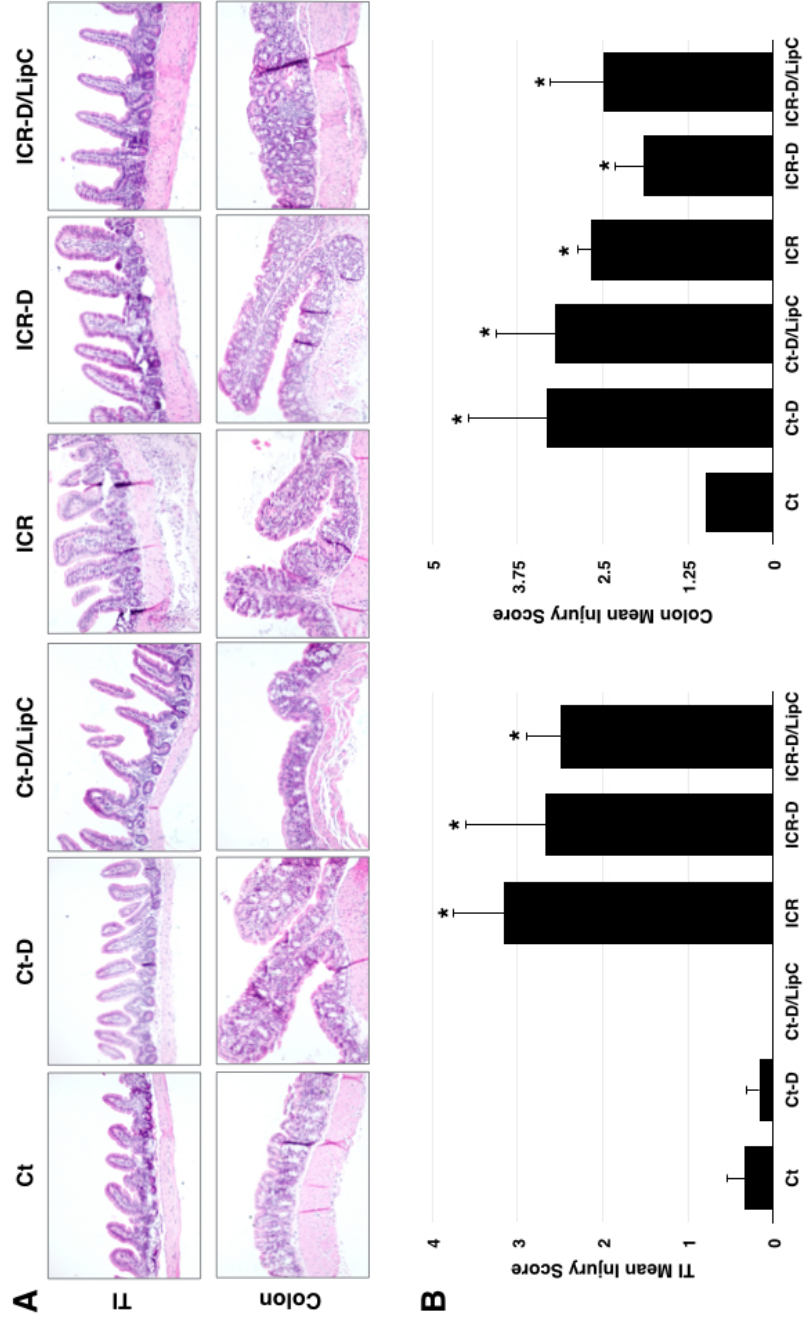 A
Ct
Ct-D
Ct-D/LipC
ICR
ICR-D
ICR-D/LipC
TI
Colon
B
TI Mean Injury Score
4
3
2
1
0
Ct
Ct-D
Ct-D/LipC
ICR
ICR-D
ICR-D/LipC
*
*
*
Colon Mean Injury Score
5
3.75
2.5
1.25
0
Ct
Ct-D
Ct-D/LipC
ICR
ICR-D
ICR-D/LipC
*
*
*
*
*